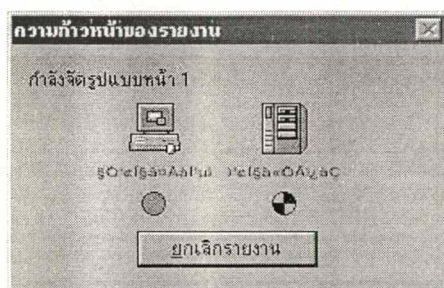 ความก้าวหน้าของรายงาน
กำลังจัดรูปแบบหน้า 1
ยกเลิกรายงาน